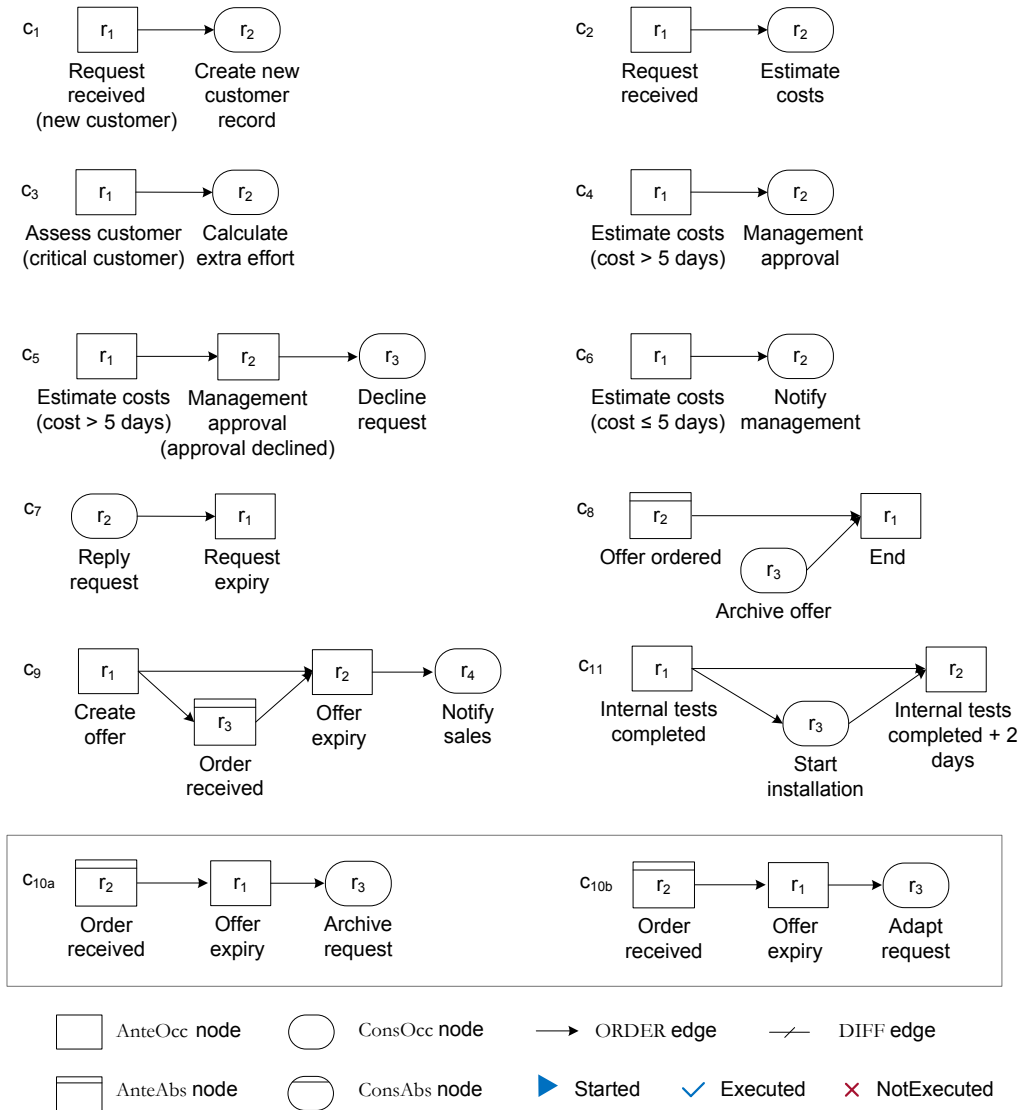 c1 r1 r2
Request received (new customer)
Create new customer record
c2 r1 r2
Request received
Estimate costs
c3 r1 r2
Assess customer (critical customer)
Calculate extra effort
c4 r1 r2
Estimate costs (cost > 5 days)
Management approval
c5 r1 r2 r3
Estimate costs (cost > 5 days)
Management approval (approval declined)
Decline request
c6 r1 r2
Estimate costs (cost ≤ 5 days)
Notify management
c7 r2 r1
Reply request
Request expiry
c8 r2 r1
Offer ordered
End
r3
Archive offer
c9 r1 r2 r4
Create offer
Offer expiry
Notify sales
r3
Order received
c11 r1 r2
Internal tests completed
Internal tests completed + 2 days
r3
Start installation
c10a r2 r1 r3
Order received
Offer expiry
Archive request
c10b r2 r1 r3
Order received
Offer expiry
Adapt request
AnteOcc node
ConsOcc node
ORDER edge
DIFF edge
AnteAbs node
ConsAbs node
Started
Executed
NotExecuted